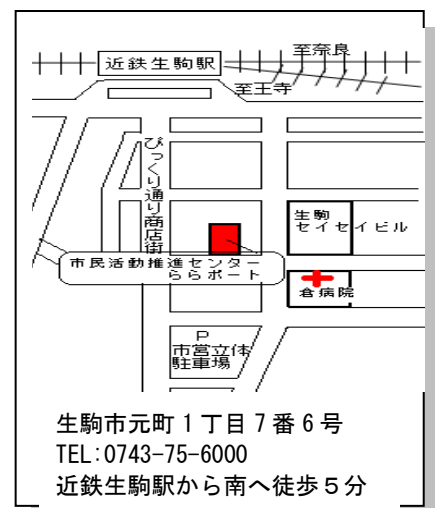 近鉄生駒駅
至奈良
至王寺
びっくり通り商店街
生駒
セイセイビル
市民活動推進センター
ららポート
倉病院
P
市営立体
駐車場
生駒市元町1丁目7番6号
TEL:0743-75-6000
近鉄生駒駅から南へ徒歩5分